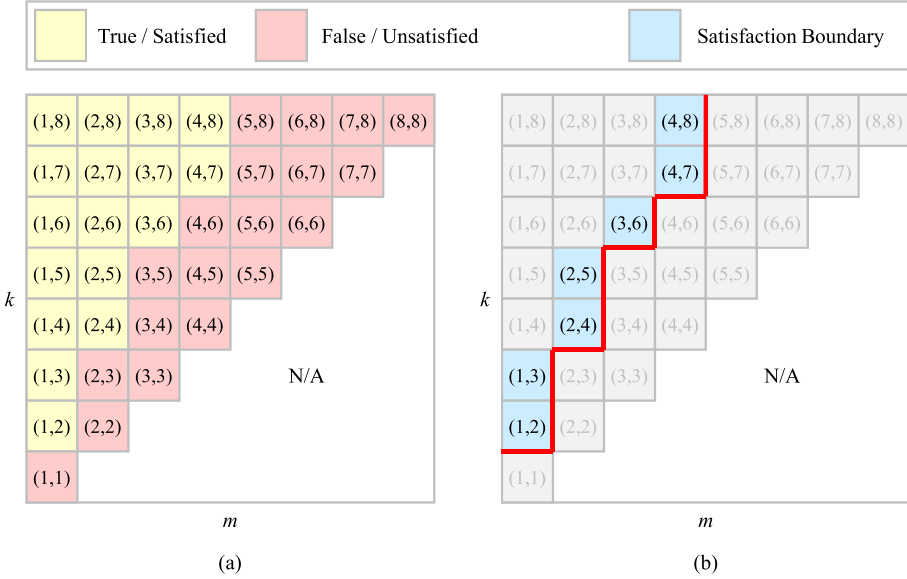 True / Satisfied False / Unsatisfied Satisfaction Boundary
(1,8) (2,8) (3,8) (4,8) (5,8) (6,8) (7,8) (8,8)
(1,7) (2,7) (3,7) (4,7) (5,7) (6,7) (7,7)
(1,6) (2,6) (3,6) (4,6) (5,6) (6,6)
(1,5) (2,5) (3,5) (4,5) (5,5)
k
(1,4) (2,4) (3,4) (4,4)
(1,3) (2,3) (3,3) N/A
(1,2) (2,2)
(1,1)
m
(a)
(1,8) (2,8) (3,8) (4,8) (5,8) (6,8) (7,8) (8,8)
(1,7) (2,7) (3,7) (4,7) (5,7) (6,7) (7,7)
(1,6) (2,6) (3,6) (4,6) (5,6) (6,6)
(1,5) (2,5) (3,5) (4,5) (5,5)
k
(1,4) (2,4) (3,4) (4,4)
(1,3) (2,3) (3,3) N/A
(1,2) (2,2)
(1,1)
m
(b)